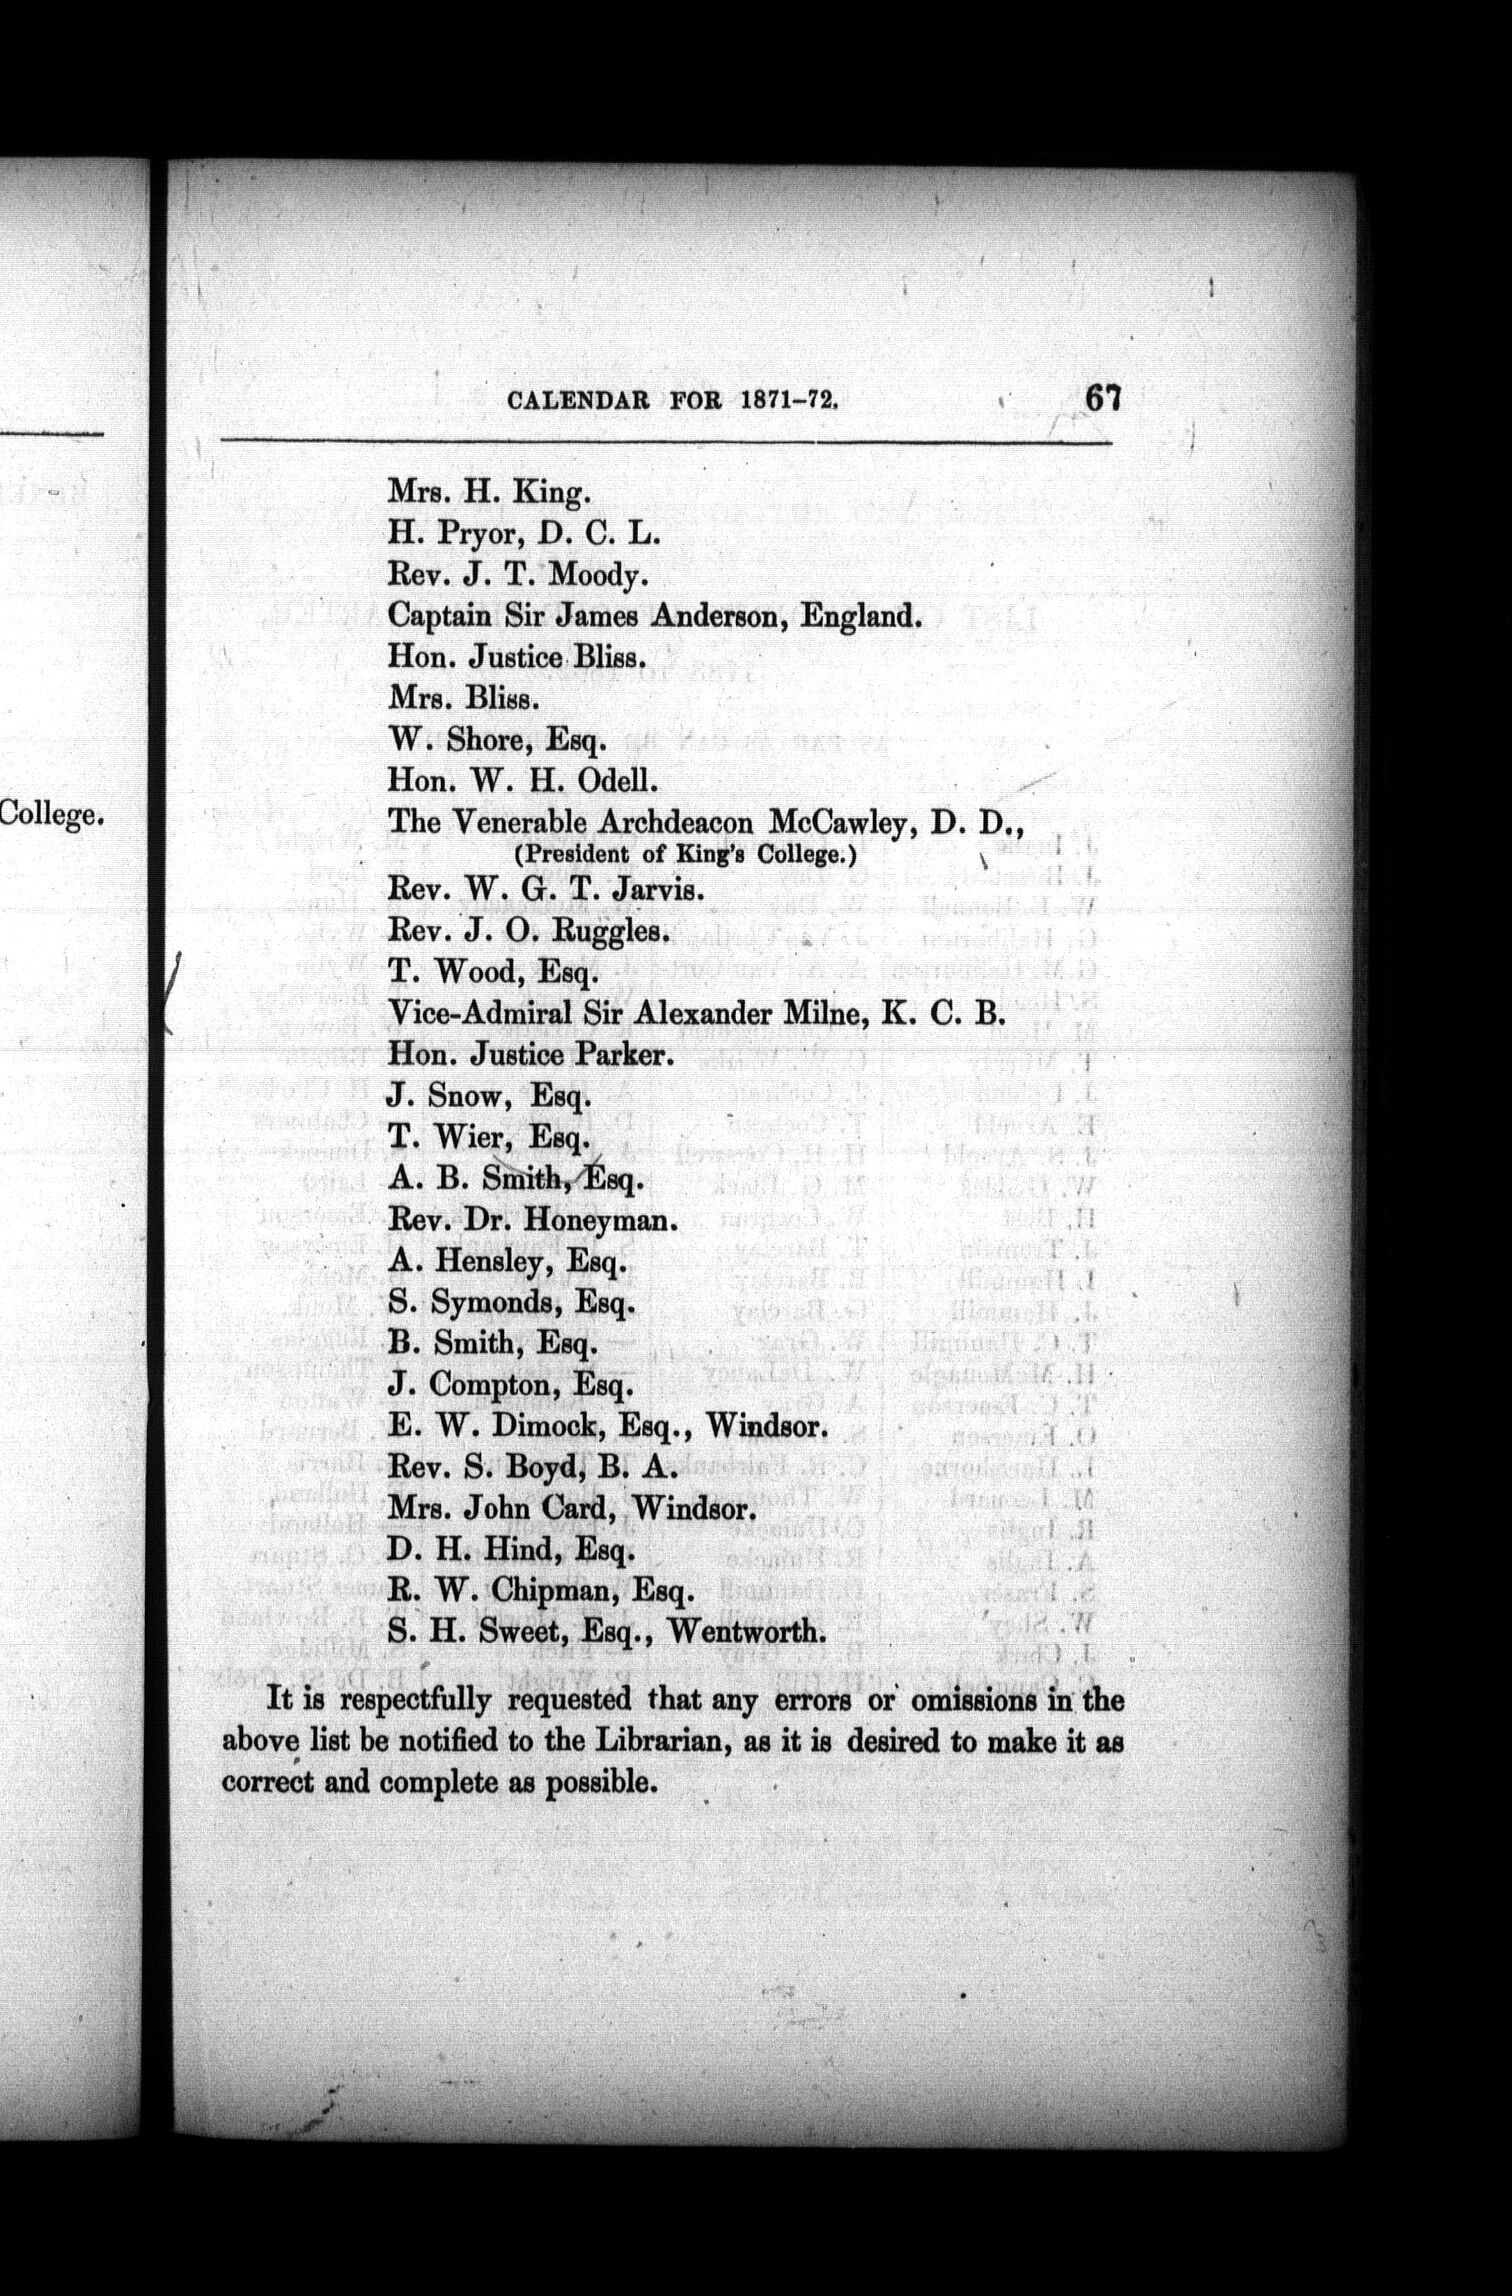 CALENDAR FOR 1871-72. 67
College.
Mrs. H. King.
H. Pryor, D. C. L.
Rev. J. T. Moody.
Captain Sir James Anderson, England.
Hon. Justice Bliss.
Mrs. Bliss.
W. Shore, Esq.
Hon. W. H. Odell.
The Venerable Archdeacon McCawley, D. D.,
(President of King's College.)
Rev. W. G. T. Jarvis.
Rev. J. O. Ruggles.
T. Wood, Esq.
Vice-Admiral Sir Alexander Milne, K. C. B.
Hon. Justice Parker.
J. Snow, Esq.
T. Wier, Esq.
A. B. Smith, Esq.
Rev. Dr. Honeyman.
A. Hensley, Esq.
S. Symonds, Esq.
B. Smith, Esq.
J. Compton, Esq.
E. W. Dimock, Esq., Windsor.
Rev. S. Boyd, B. A.
Mrs. John Card, Windsor.
D. H. Hind, Esq.
R. W. Chipman, Esq.
S. H. Sweet, Esq., Wentworth.
It is respectfully requested that any errors or omissions in the
above list be notified to the Librarian, as it is desired to make it as
correct and complete as possible.